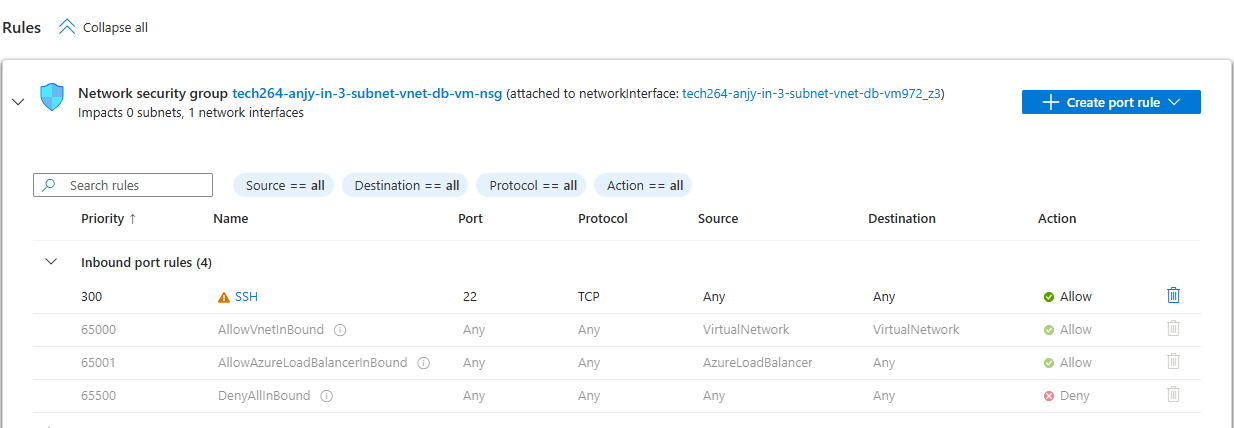 Rules Collapse all
Network security group tech264-anjy-in-3-subnet-vnet-db-vm-nsg (attached to networkInterface: tech264-anjy-in-3-subnet-vnet-db-vm972_z3)
Impacts 0 subnets, 1 network interfaces
Create port rule
Search rules Source == all Destination == all Protocol == all Action == all
Priority ↑ Name Port Protocol Source Destination Action
Inbound port rules (4)
300 SSH 22 TCP Any Any Allow
65000 AllowVnetInBound Any Any VirtualNetwork VirtualNetwork Allow
65001 AllowAzureLoadBalancerInBound Any Any AzureLoadBalancer Any Allow
65500 DenyAllInBound Any Any Any Any Deny